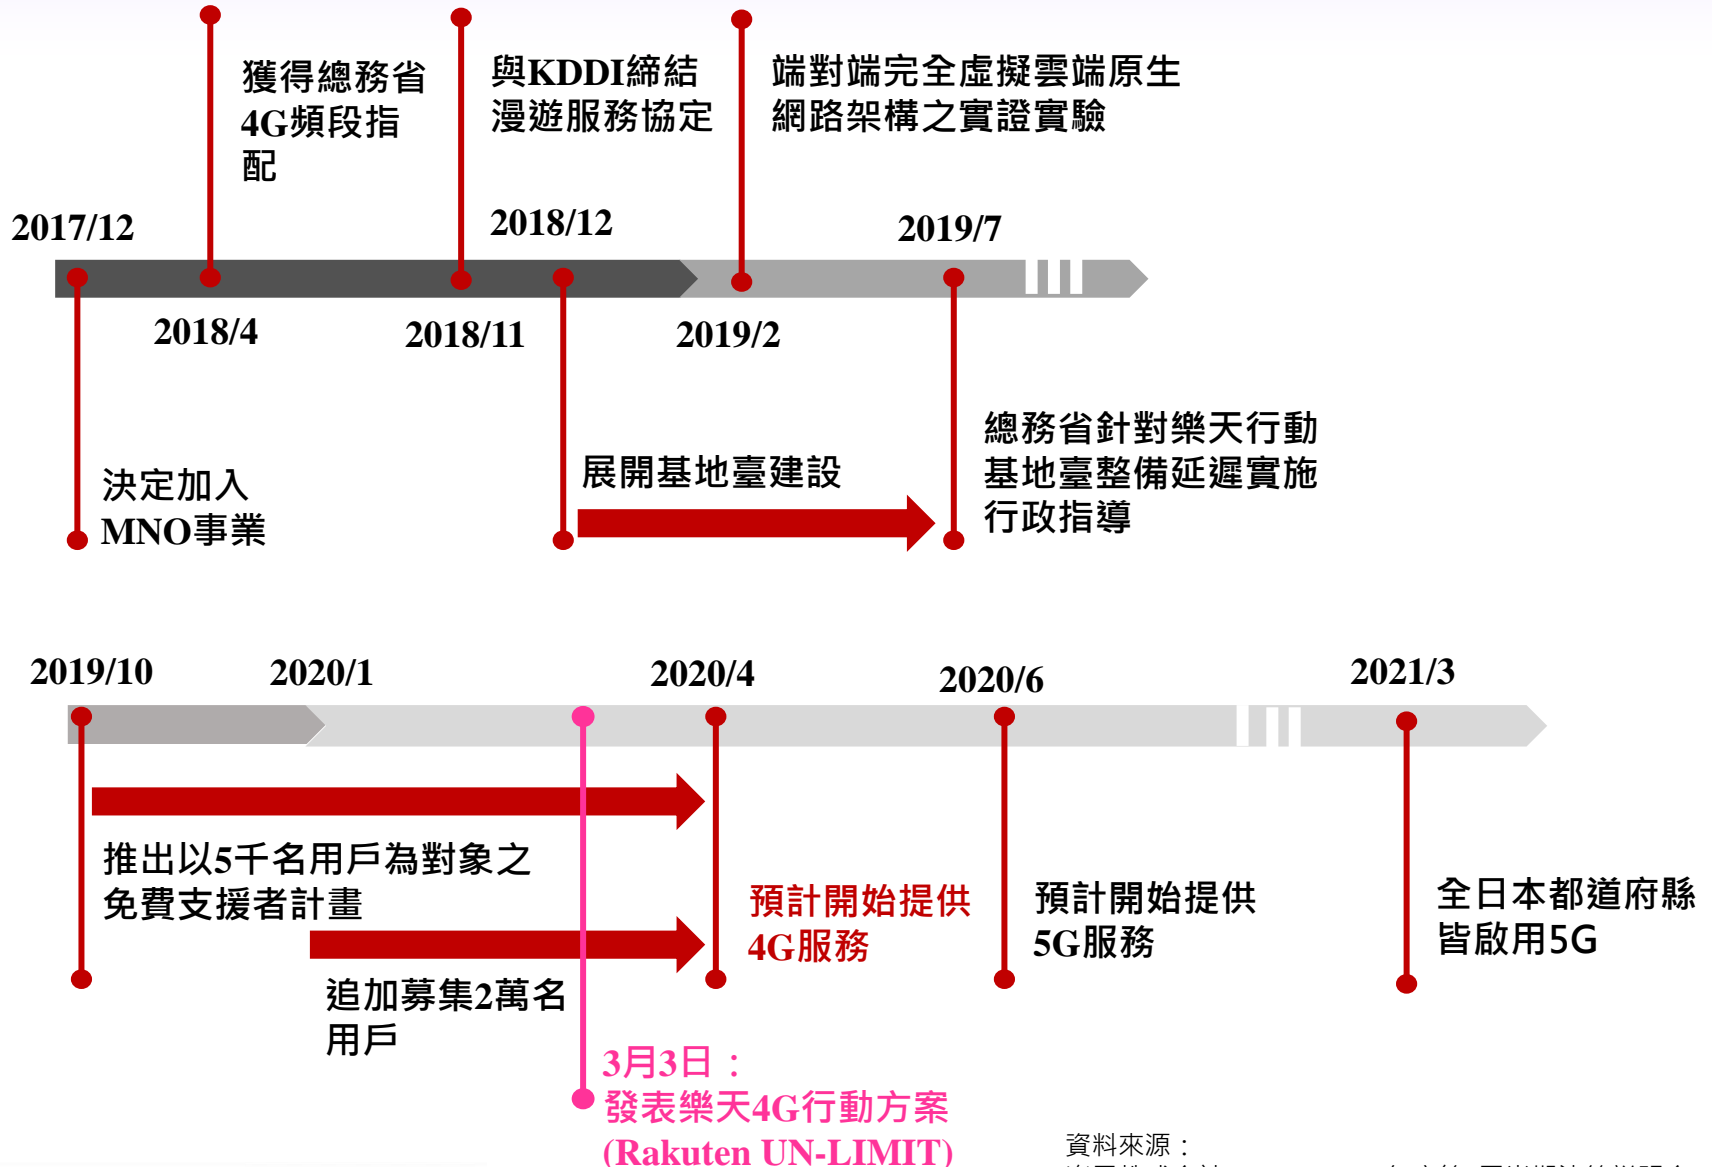 獲得總務省
4G頻段指
配
與KDDI締結
漫遊服務協定
端對端完全虛擬雲端原生
網路架構之實證實驗
2017/12
2018/12
2019/7
2018/4
2018/11
2019/2
決定加入
MNO事業
展開基地臺建設
總務省針對樂天行動
基地臺整備延遲實施
行政指導
2019/10
2020/1
2020/4
2020/6
2021/3
推出以5千名用戶為對象之
免費支援者計畫
追加募集2萬名
用戶
3月3日：
發表樂天4G行動方案
(Rakuten UN-LIMIT)
預計開始提供
4G服務
預計開始提供
5G服務
全日本都道府縣
皆啟用5G
資料來源：